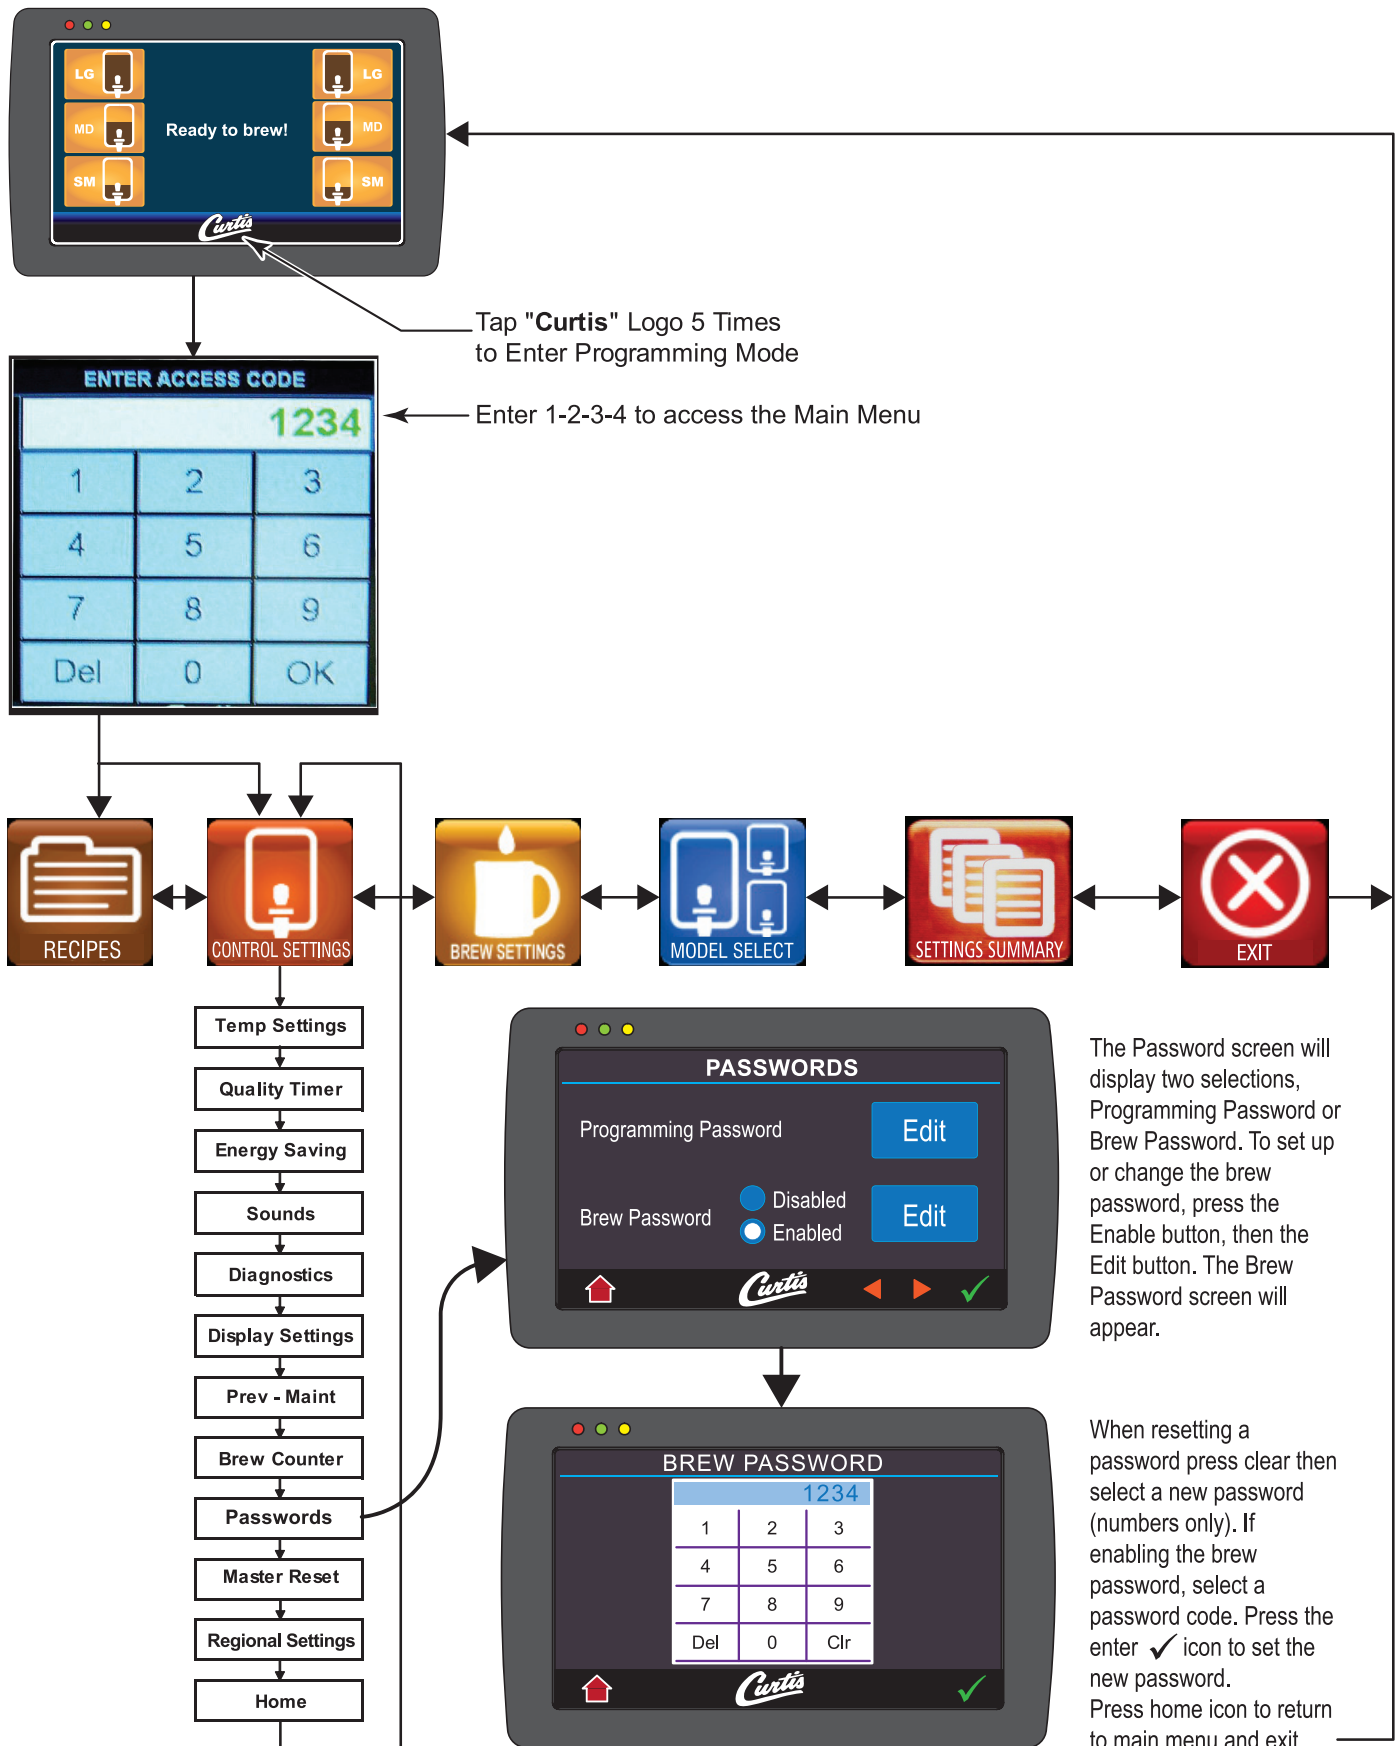 LG
LG
MD
Ready to brew!
MD
SM
SM
Curtis
Tap "Curtis" Logo 5 Times
to Enter Programming Mode
ENTER ACCESS CODE
1234
Enter 1-2-3-4 to access the Main Menu
1 2 3
4 5 6
7 8 9
Del 0 OK
RECIPES
CONTROL SETTINGS
BREW SETTINGS
MODEL SELECT
SETTINGS SUMMARY
EXIT
Temp Settings
Quality Timer
Energy Saving
Sounds
Diagnostics
Display Settings
Prev - Maint
Brew Counter
Passwords
Master Reset
Regional Settings
Home
PASSWORDS
Programming Password
Edit
Brew Password
Disabled
Enabled
Edit
Curtis
The Password screen will
display two selections,
Programming Password or
Brew Password. To set up
or change the brew
password, press the
Enable button, then the
Edit button. The Brew
Password screen will
appear.
BREW PASSWORD
1234
1 2 3
4 5 6
7 8 9
Del 0 Clr
Curtis
When resetting a
password press clear then
select a new password
(numbers only). If
enabling the brew
password, select a
password code. Press the
enter ✓ icon to set the
new password.
Press home icon to return
to main menu and exit